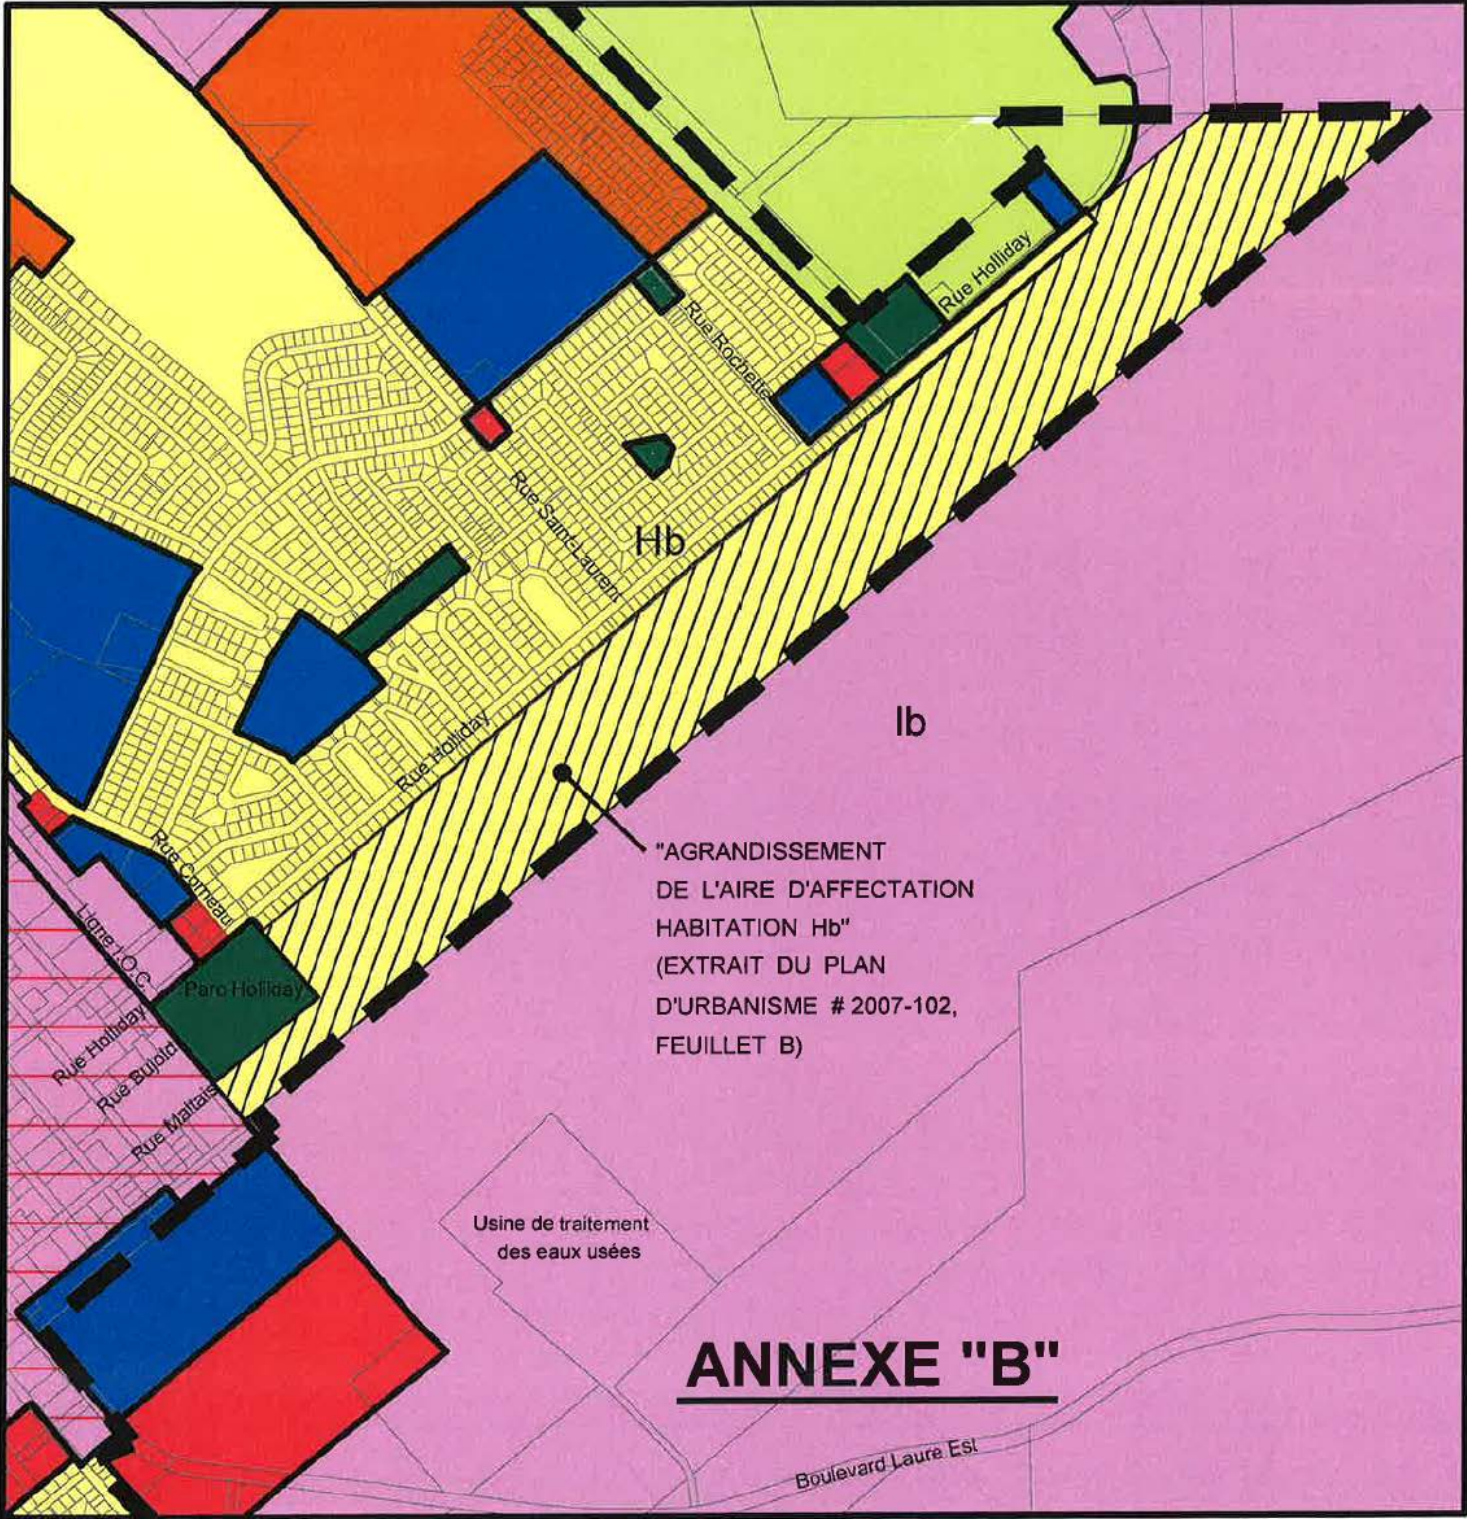 Rue Holliday
Rue Rochette
Rue Saint-Laurent
Hb
Rue Holliday
Ib
"AGRANDISSEMENT
DE L'AIRE D'AFFECTATION
HABITATION Hb"
(EXTRAIT DU PLAN
D'URBANISME # 2007-102,
FEUILLET B)
Rue Comeau
Ligne I.O.C.
Parc Holliday
Rue Holliday
Rue Bujold
Rue Maltais
Usine de traitement
des eaux usées
ANNEXE "B"
Boulevard Laure Est